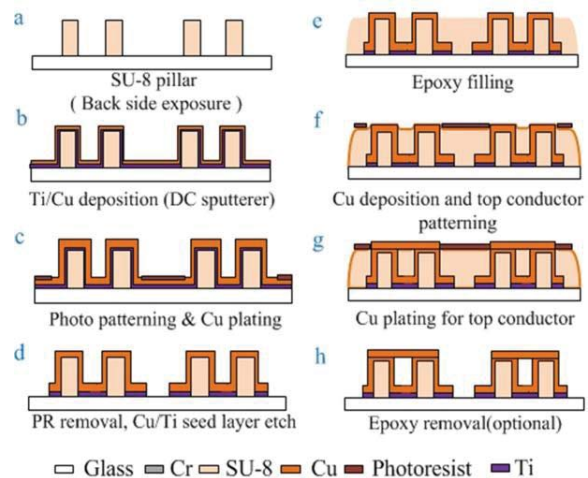 a
SU-8 pillar
( Back side exposure )
b
Ti/Cu deposition (DC sputterer)
c
Photo patterning & Cu plating
d
PR removal, Cu/Ti seed layer etch
e
Epoxy filling
f
Cu deposition and top conductor
patterning
g
Cu plating for top conductor
h
Epoxy removal(optional)
Glass Cr SU-8 Cu Photoresist Ti